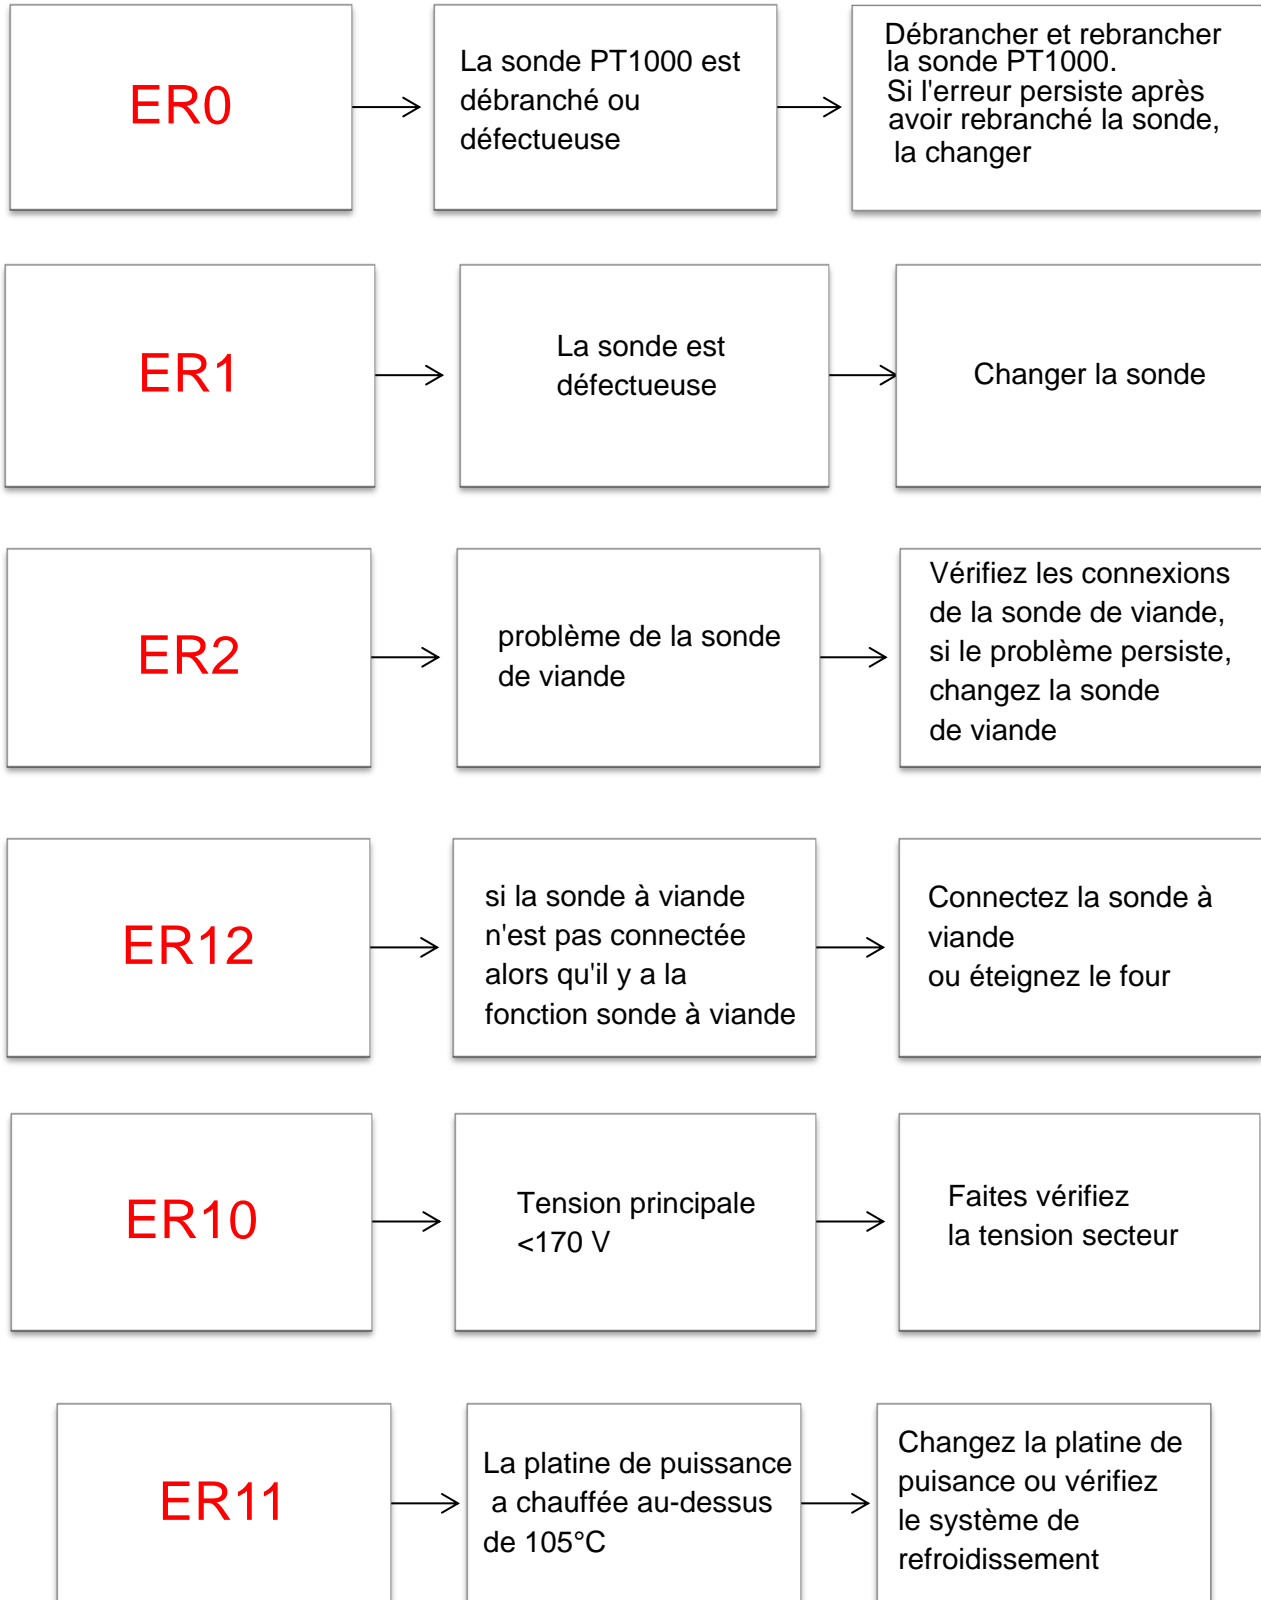 ER0
La sonde PT1000 est
débranché ou
défectueuse
Débrancher et rebrancher
la sonde PT1000.
Si l'erreur persiste après
avoir rebranché la sonde,
la changer
ER1
La sonde est
défectueuse
Changer la sonde
ER2
problème de la sonde
de viande
Vérifiez les connexions
de la sonde de viande,
si le problème persiste,
changez la sonde
de viande
ER12
si la sonde à viande
n'est pas connectée
alors qu'il y a la
fonction sonde à viande
Connectez la sonde à
viande
ou éteignez le four
ER10
Tension principale
<170 V
Faites vérifiez
la tension secteur
ER11
La platine de puissance
a chauffée au-dessus
de 105°C
Changez la platine de
puisance ou vérifiez
le système de
refroidissement